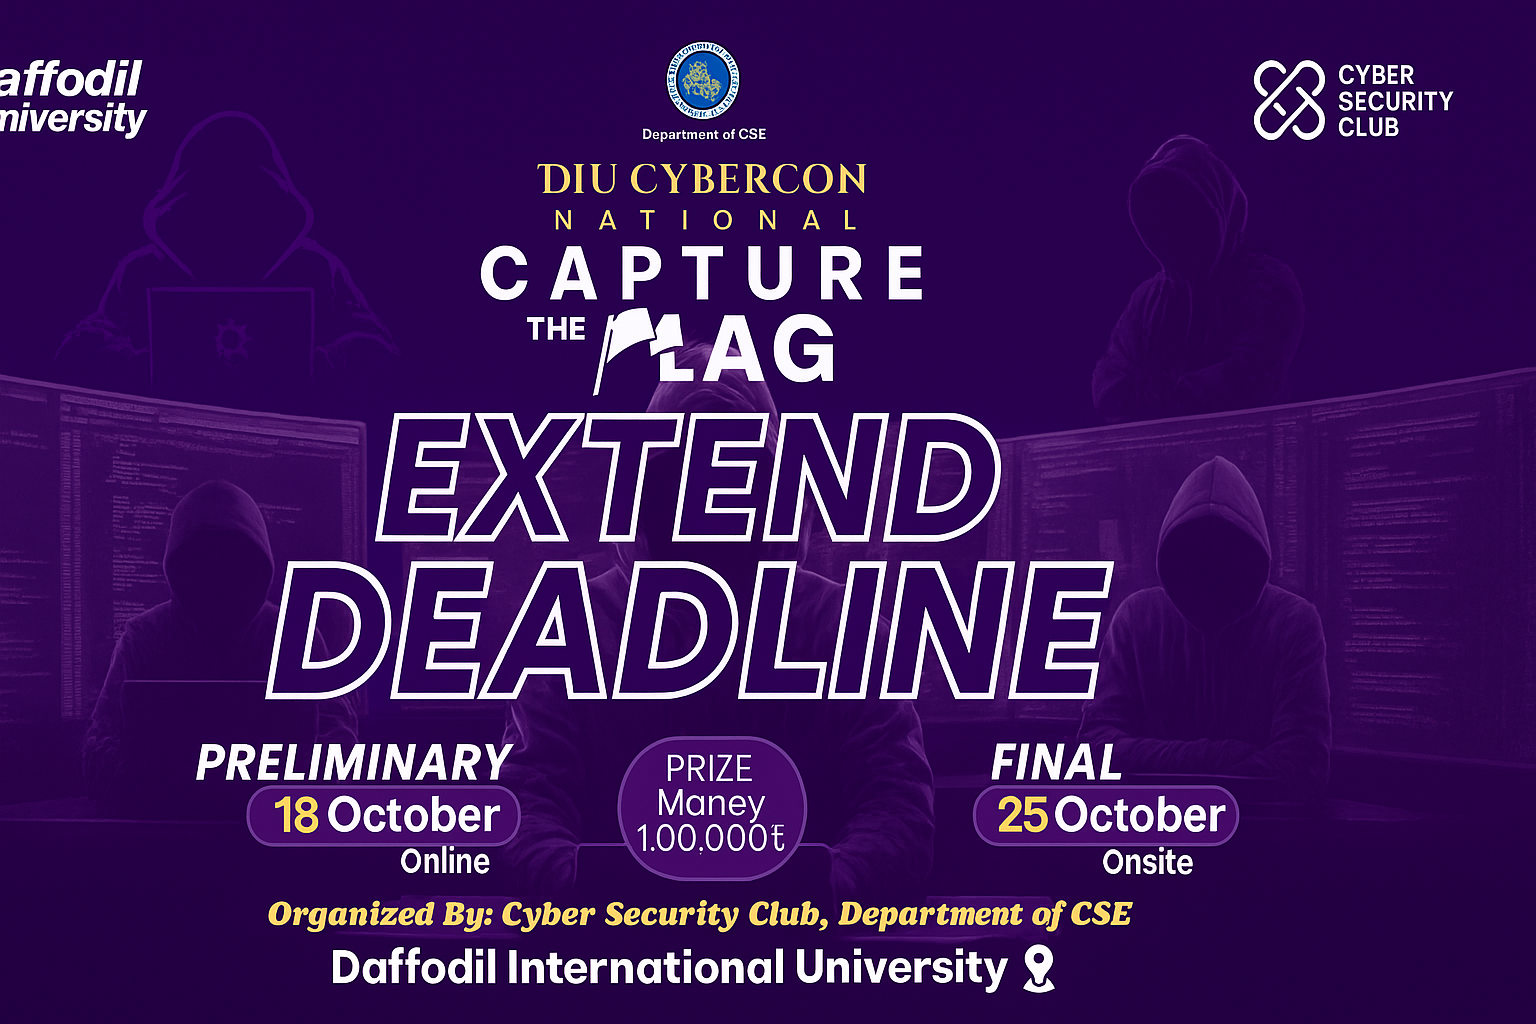 affodil
niversity
Department of CSE
CYBER
SECURITY
CLUB
DIU CYBERCON
NATIONAL
CAPTURE
THE FLAG
EXTEND
DEADLINE
PRELIMINARY
18 October
Online
PRIZE
Maney
1.00.000₹
FINAL
25 October
Onsite
Organized By: Cyber Security Club, Department of CSE
Daffodil International University